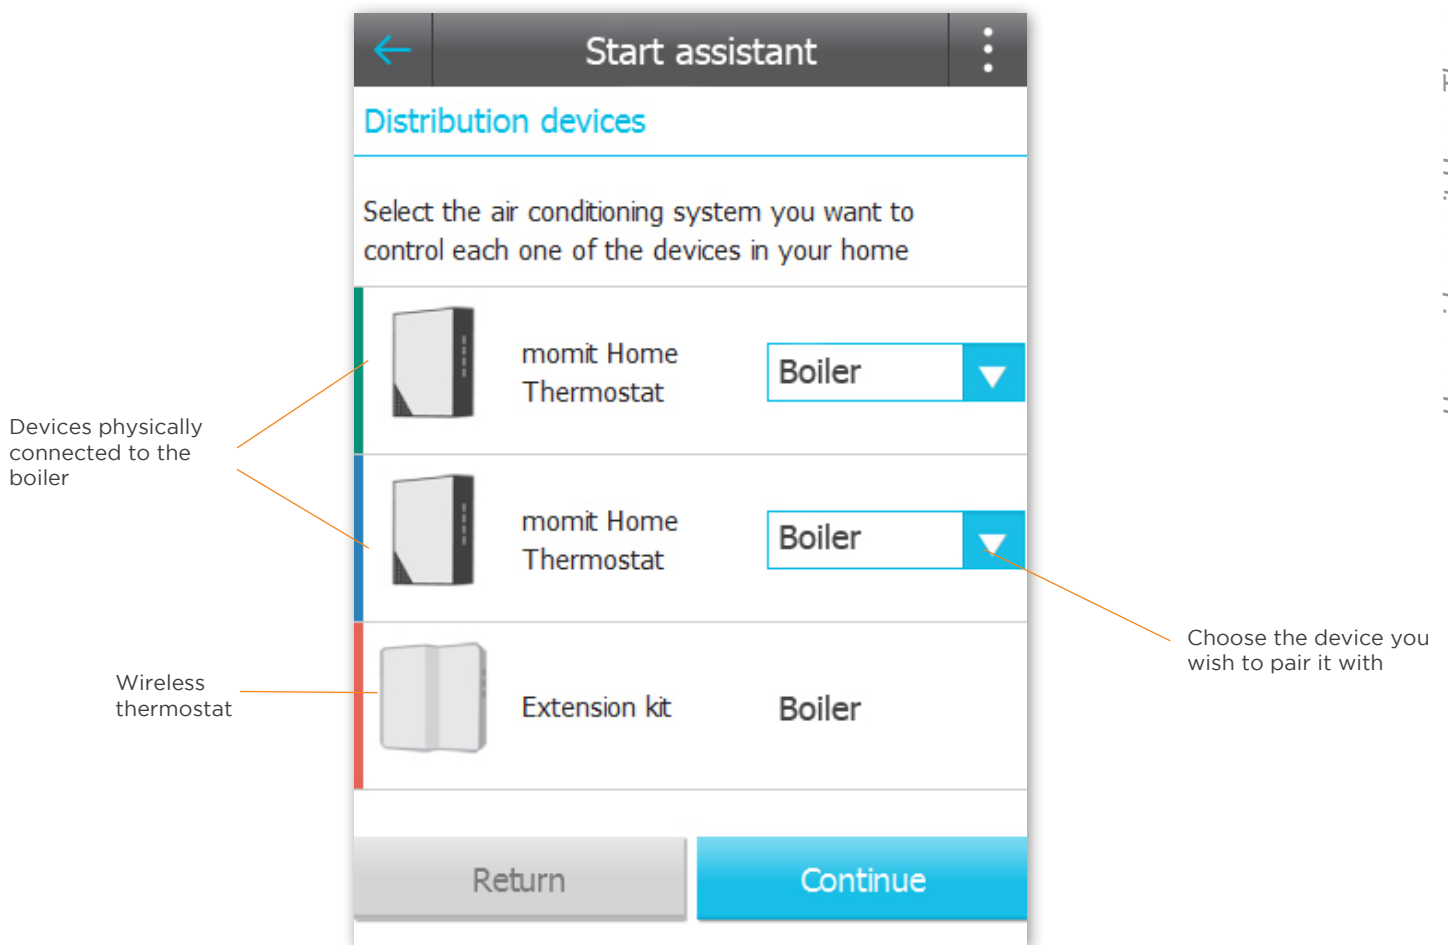 Start assistant
Distribution devices
Select the air conditioning system you want to
control each one of the devices in your home
momit Home
Thermostat
Boiler
Devices physically
connected to the
boiler
momit Home
Thermostat
Boiler
Choose the device you
wish to pair it with
Wireless
thermostat
Extension kit
Boiler
Return
Continue